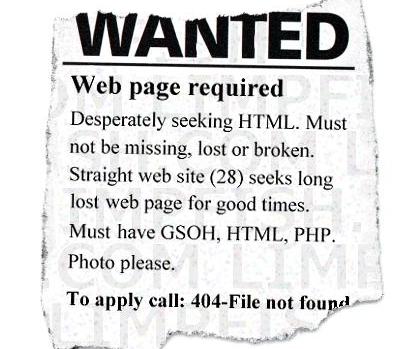 WANTED
Web page required
Desperately seeking HTML. Must
not be missing, lost or broken.
Straight web site (28) seeks long
lost web page for good times.
Must have GSOH, HTML, PHP.
Photo please.
To apply call: 404-File not found